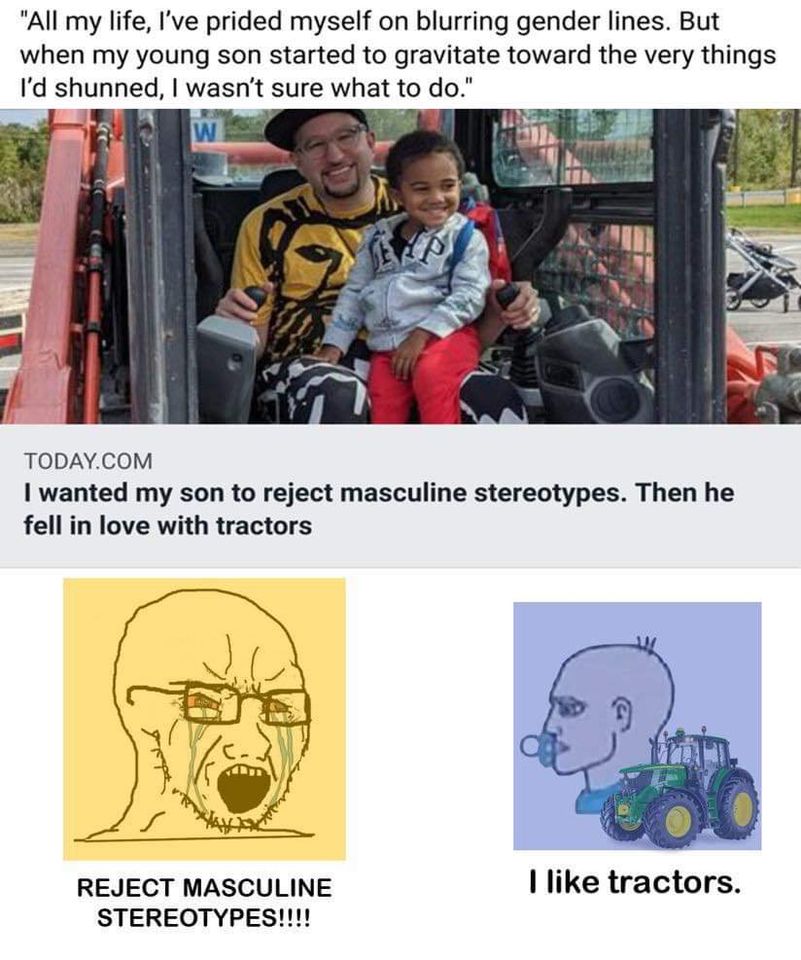 "All my life, I've prided myself on blurring gender lines. But
when my young son started to gravitate toward the very things
I'd shunned, I wasn't sure what to do."
W
TODAY.COM
I wanted my son to reject masculine stereotypes. Then he
fell in love with tractors
REJECT MASCULINE
STEREOTYPES!!!!
I like tractors.